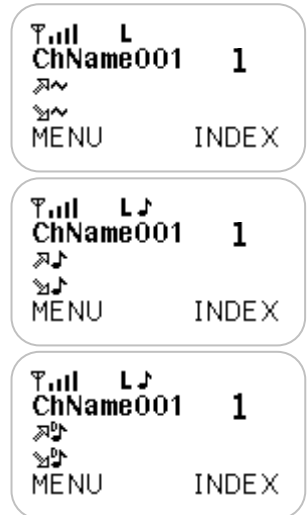 L
ChName001 1
MENU INDEX
L♪
ChName001 1
♪
♪
MENU INDEX
L♪
ChName001 1
D♪
D♪
MENU INDEX